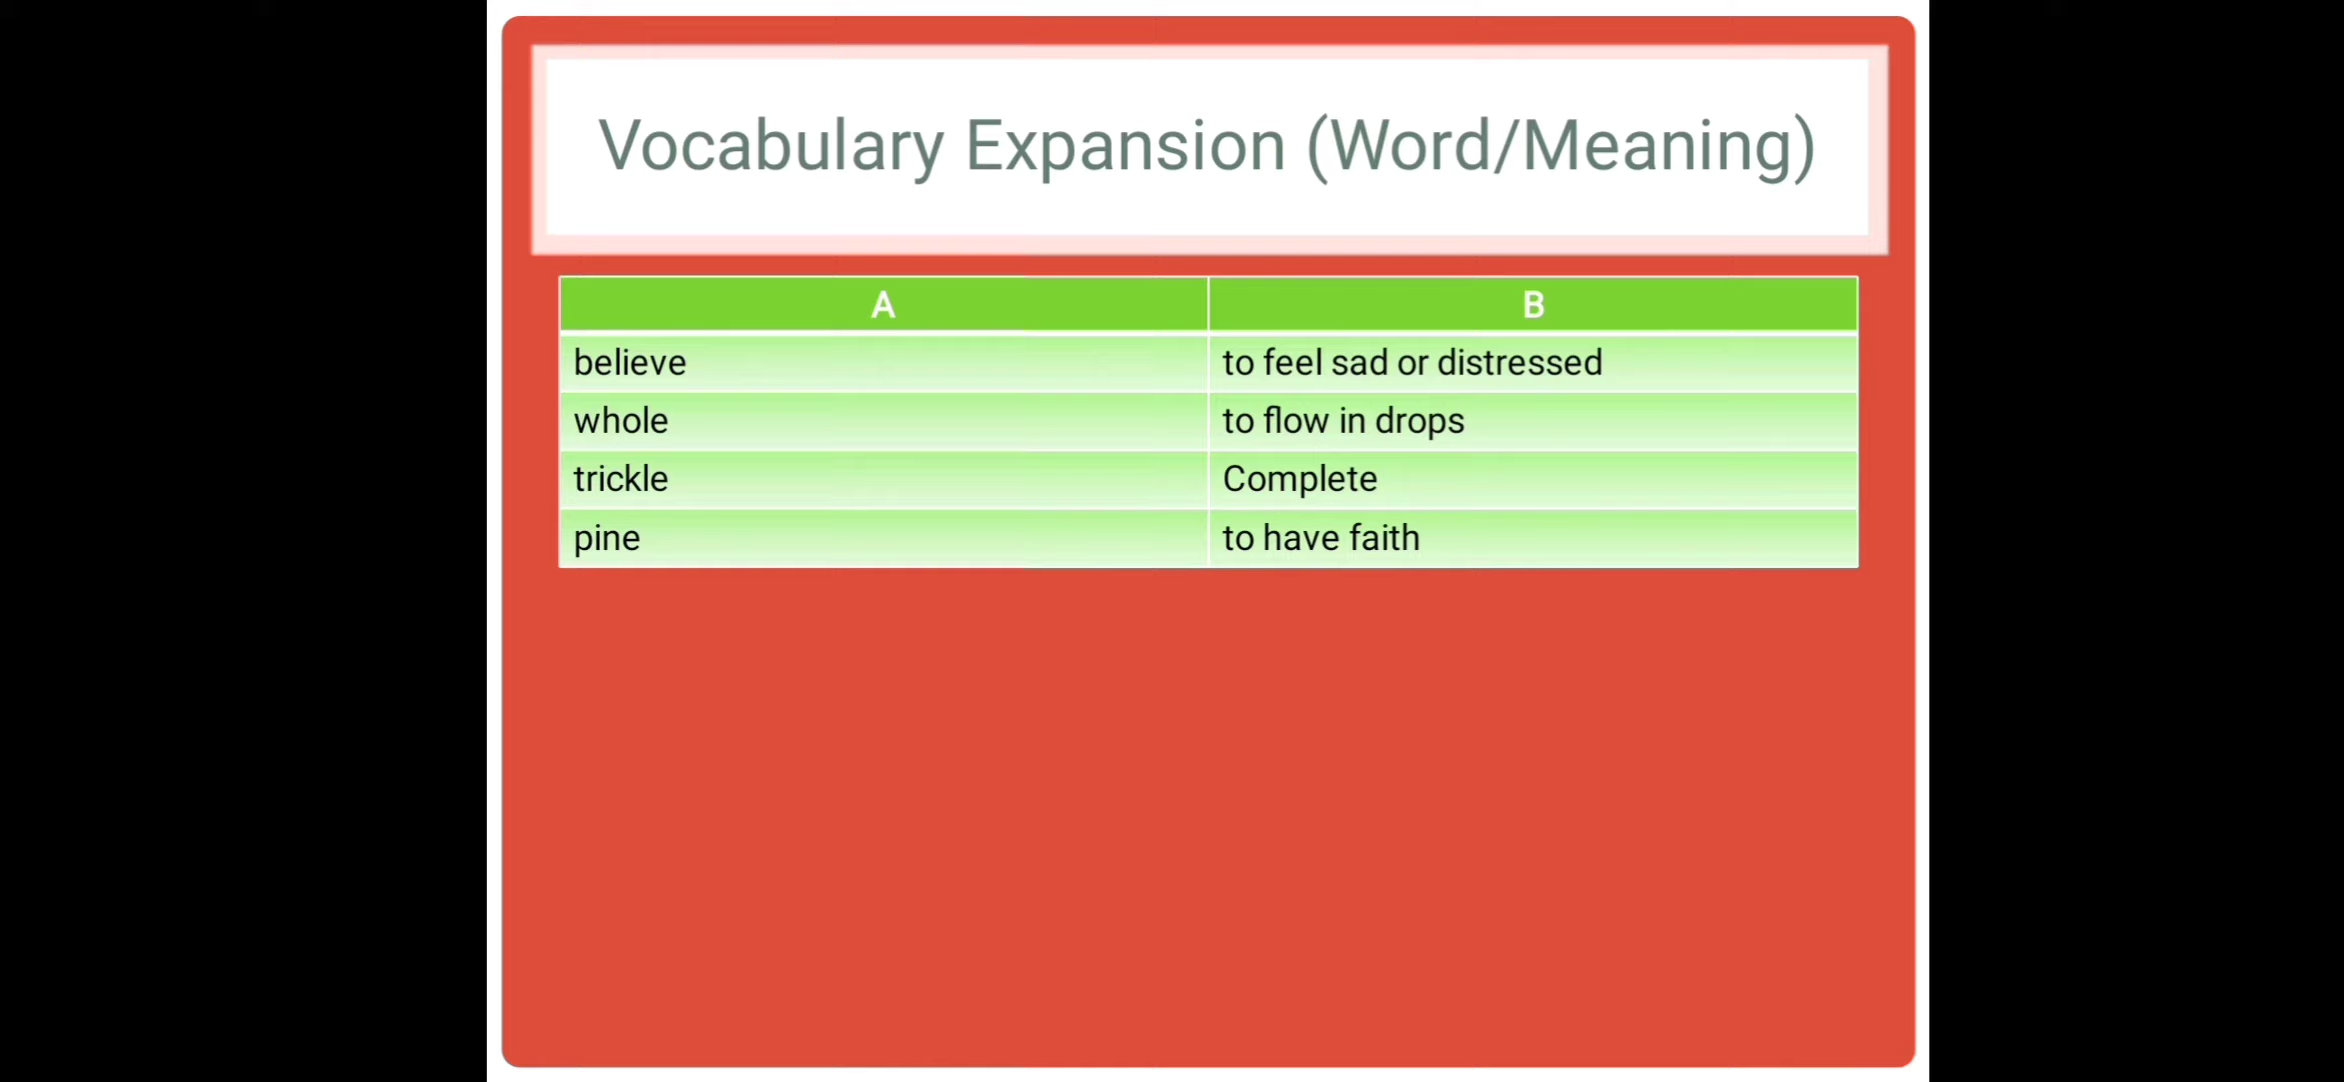 Vocabulary Expansion (Word/Meaning)
A B
believe to feel sad or distressed
whole to flow in drops
trickle Complete
pine to have faith